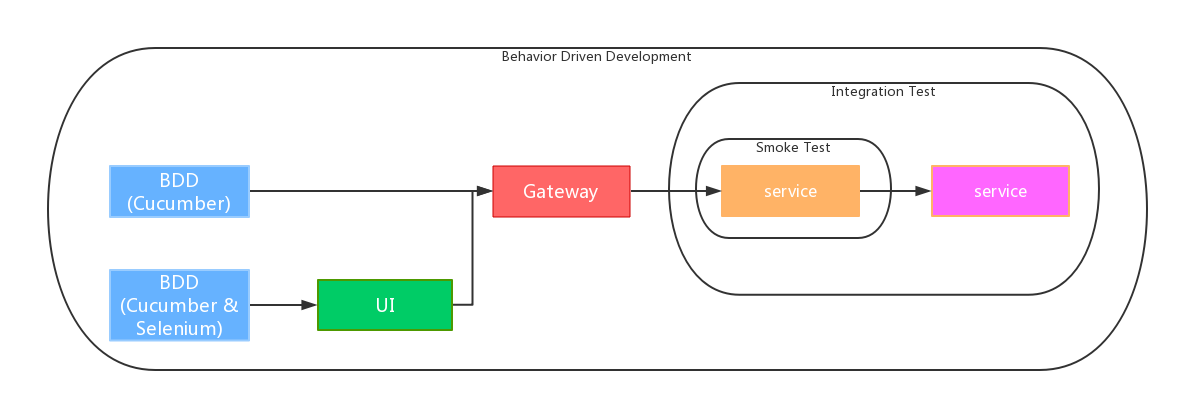 Behavior Driven Development
Integration Test
Smoke Test
BDD
(Cucumber)
Gateway
service
service
BDD
(Cucumber &
Selenium)
UI